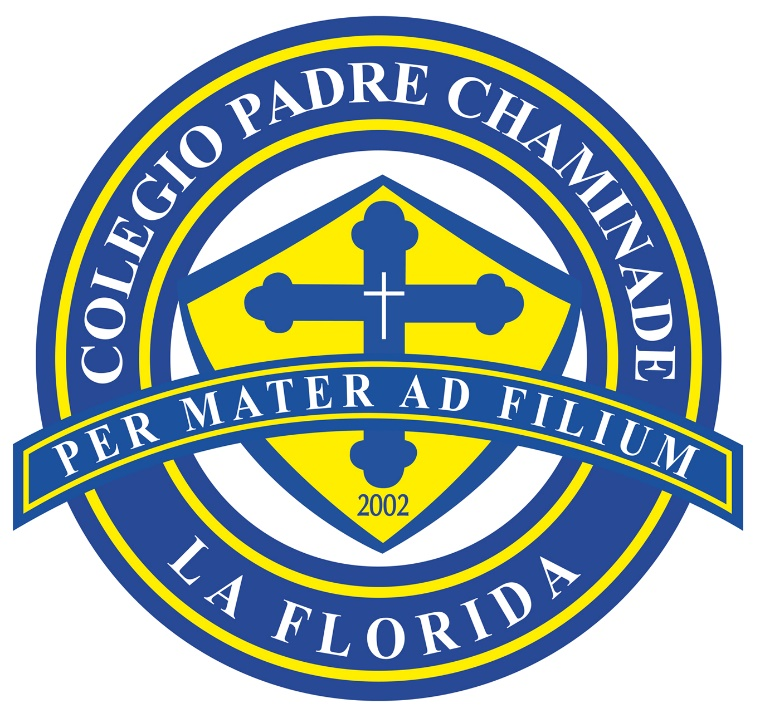 COLEGIO PADRE CHAMINADE
PER MATER AD FILIUM
2002
LA FLORIDA